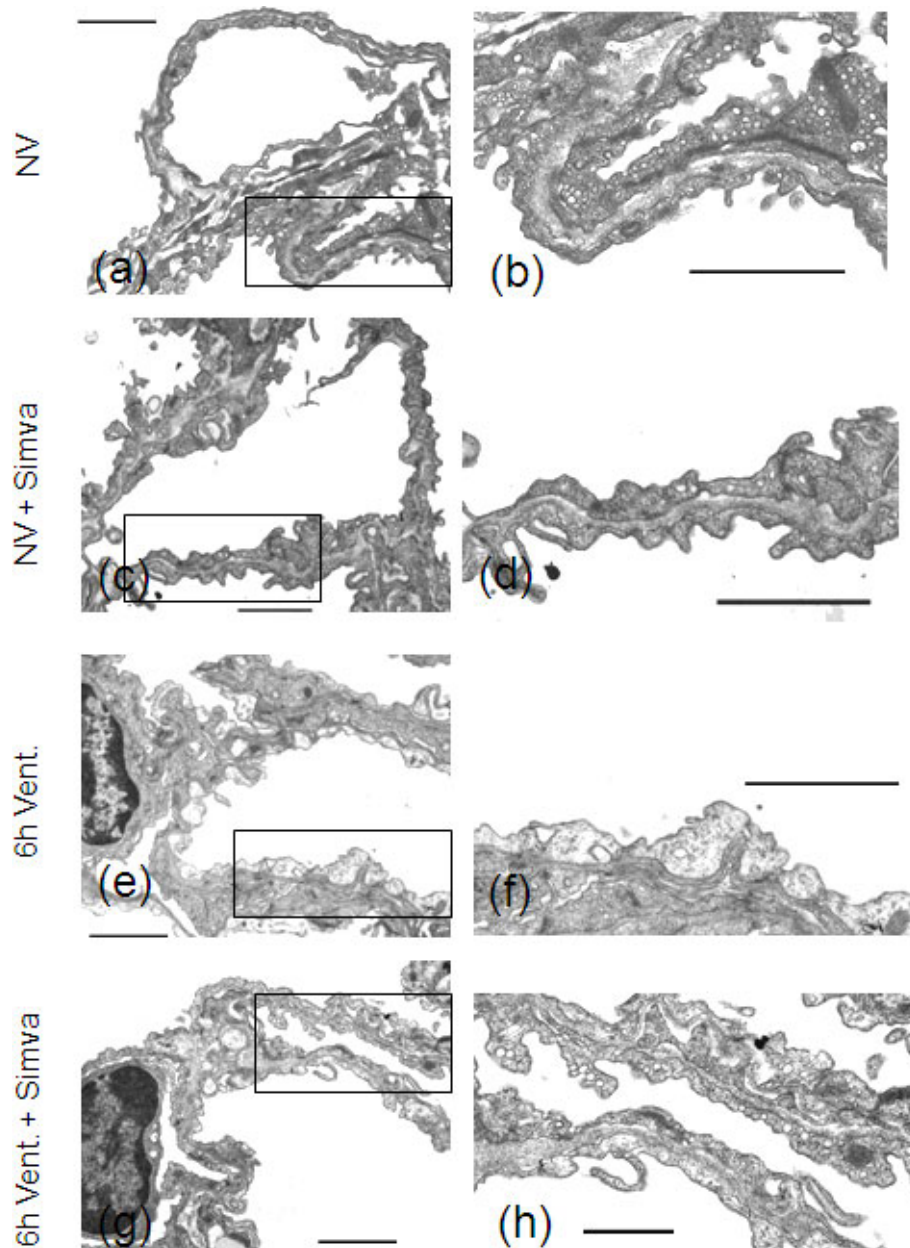 NV
(a)
(b)
NV + Simva
(c)
(d)
6h Vent.
(e)
(f)
6h Vent. + Simva
(g)
(h)